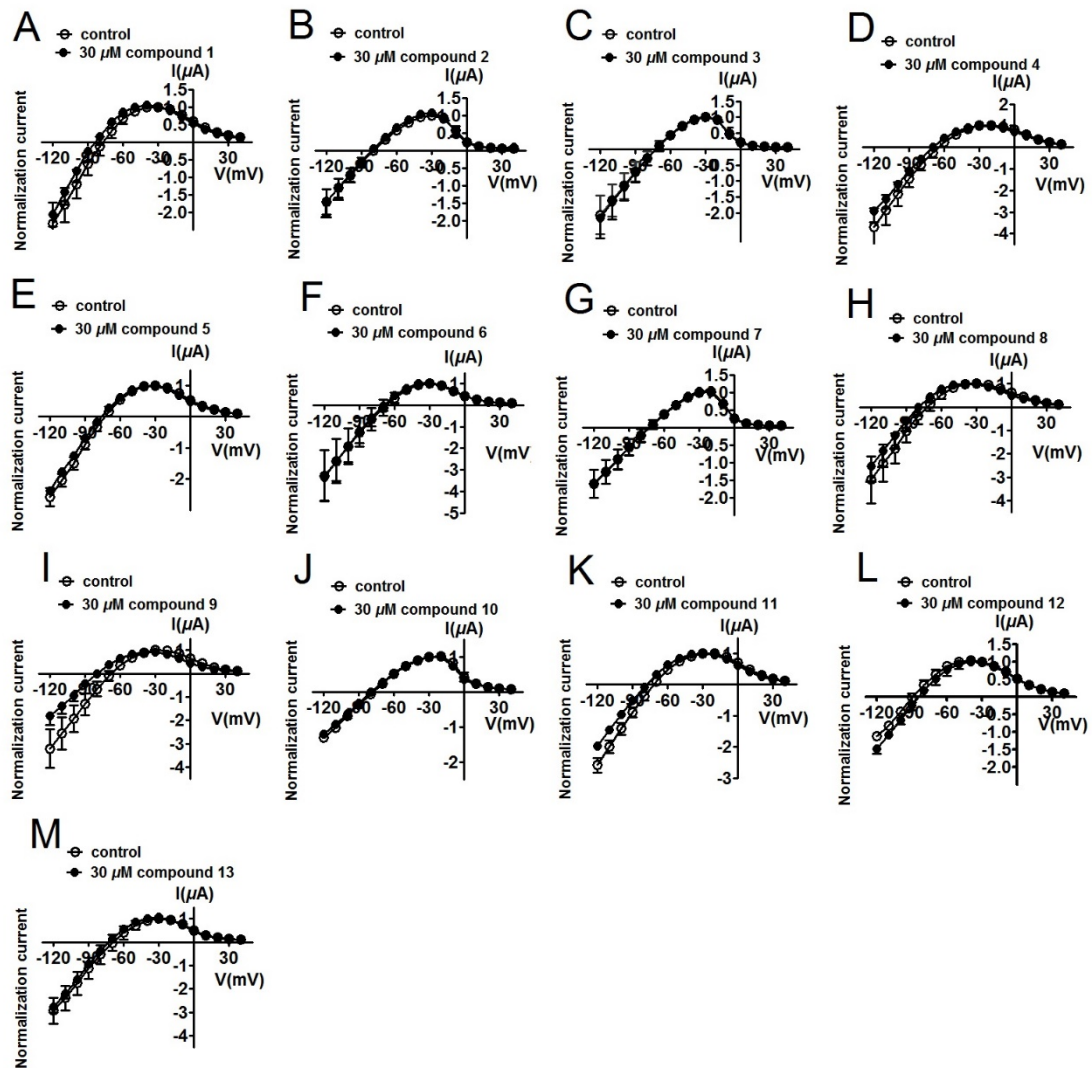 A
control
30 µM compound 1
I(µA)
Normalization current
1.5
1.0
0.5
-120 -90 -60 -30 30
V(mV)
-1.0
-1.5
-2.0
B
control
30 µM compound 2
I(µA)
Normalization current
1.5
1.0
0.5
-120 -90 -60 -30 30
V(mV)
-0.5
-1.0
-1.5
-2.0
C
control
30 µM compound 3
I(µA)
Normalization current
1.5
1.0
0.5
-120 -90 -60 -30 30
V(mV)
-0.5
-1.0
-1.5
-2.0
D
control
30 µM compound 4
I(µA)
Normalization current
2
-120 -90 -60 -30 30
V(mV)
-1
-2
-3
-4
E
control
30 µM compound 5
I(µA)
Normalization current
1
-120 -90 -60 -30 30
V(mV)
-1
-2
F
control
30 µM compound 6
I(µA)
Normalization current
1
-120 -90 -60 -30 30
V(mV)
-1
-2
-3
-4
-5
G
control
30 µM compound 7
I(µA)
Normalization current
1.5
1.0
0.5
-120 -90 -60 -30 30
V(mV)
-0.5
-1.0
-1.5
-2.0
H
control
30 µM compound 8
I(µA)
Normalization current
1
-120 -90 -60 -30 30
V(mV)
-1
-2
-3
-4
I
control
30 µM compound 9
I(µA)
Normalization current
1
-120 -90 -60 -30 30
V(mV)
-1
-2
-3
-4
J
control
30 µM compound 10
I(µA)
Normalization current
1
-120 -90 -60 -30 30
V(mV)
-1
-2
K
control
30 µM compound 11
I(µA)
Normalization current
1
-120 -90 -60 -30 30
V(mV)
-1
-2
-3
L
control
30 µM compound 12
I(µA)
Normalization current
1.5
1.0
0.5
-120 -90 -60 -30 30
V(mV)
-0.5
-1.0
-1.5
-2.0
M
control
30 µM compound 13
I(µA)
Normalization current
1
-120 -90 -60 -30 30
V(mV)
-1
-2
-3
-4